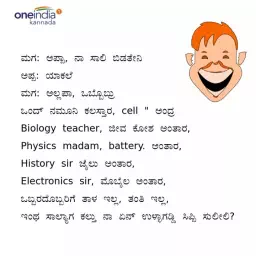 oneindia
kannada
ಮಗ: ಅಪ್ಪಾ, ನಾ ಸಾಲಿ ಬಿಡತೇನಿ
ಅಪ್ಪ: ಯಾಕಲೆ
ಮಗ: ಅಲ್ಲಪಾ, ಒಬ್ಬೊಬ್ರು
ಒಂದ್ ನಮೂನಿ ಕಲಸ್ತಾರ, cell " ಅಂದ್ರ
Biology teacher, ಜೀವ ಕೋಶ ಅಂತಾರ,
Physics madam, battery. ಅಂತಾರ,
History sir ಜೈಲು ಅಂತಾರ,
Electronics sir, ಮೊಬೈಲ ಅಂತಾರ,
ಒಬ್ಬರದೊಬ್ಬರಿಗೆ ತಾಳ ಇಲ್ಲ, ತಂತಿ ಇಲ್ಲ,
ಇಂಥ ಸಾಲ್ಯಾಗ ಕಲ್ತು ನಾ ಏನ್ ಉಳ್ಳಾಗಡ್ಡಿ ಸಿಪ್ಪಿ ಸುಲೀಲಿ?